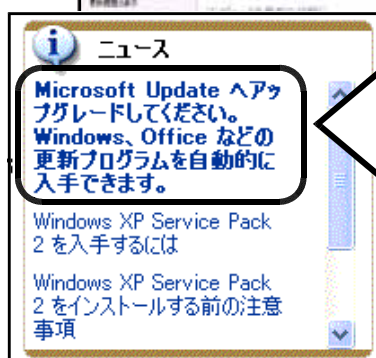 ニュース
Microsoft Update へアッ
プグレードしてください。
Windows、Office などの
更新プログラムを自動的に
入手できます。
Windows XP Service Pack
2 を入手するには
Windows XP Service Pack
2 をインストールする前の注意
事項